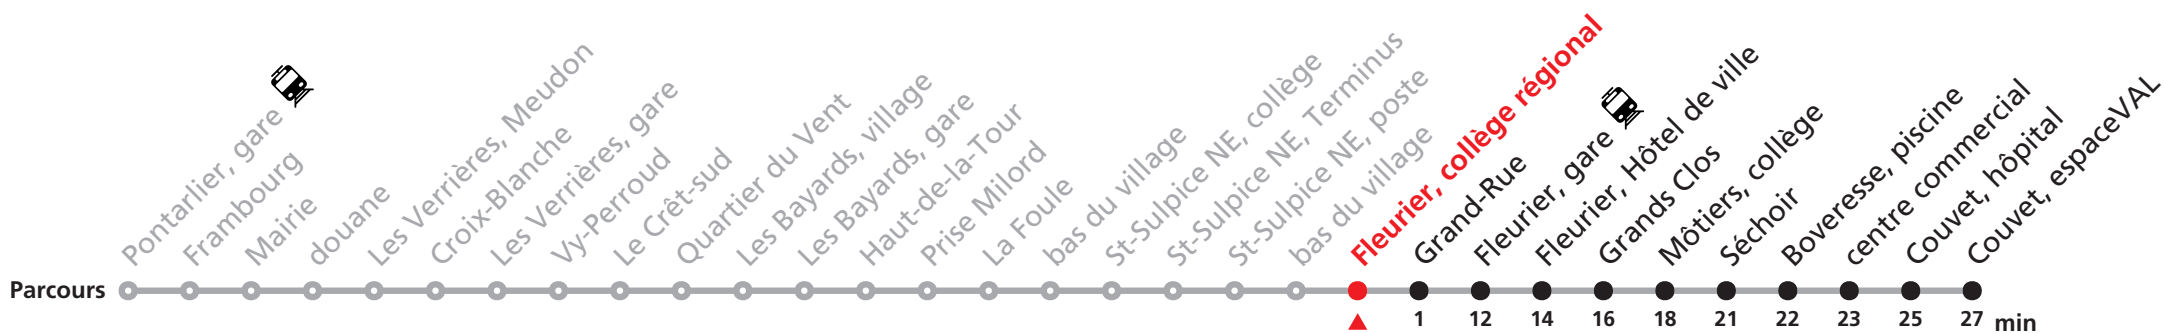 Pontarlier, gare
Frambourg
Mairie
douane
Les Verrières, Meudon
Croix-Blanche
Les Verrières, gare
Vy-Perroud
Le Crêt-sud
Quartier du Vent
Les Bayards, village
Les Bayards, gare
Haut-de-la-Tour
Prise Milord
La Foule
bas du village
St-Sulpice NE, collège
St-Sulpice NE, Terminus
St-Sulpice NE, poste
bas du village
Fleurier, collège régional
Grand-Rue
Fleurier, gare
Fleurier, Hôtel de ville
Grands Clos
Môtiers, collège
Séchoir
Boveresse, piscine
centre commercial
Couvet, hôpital
Couvet, espaceVAL
Parcours
1 12 14 16 18 21 22 23 25 27 min